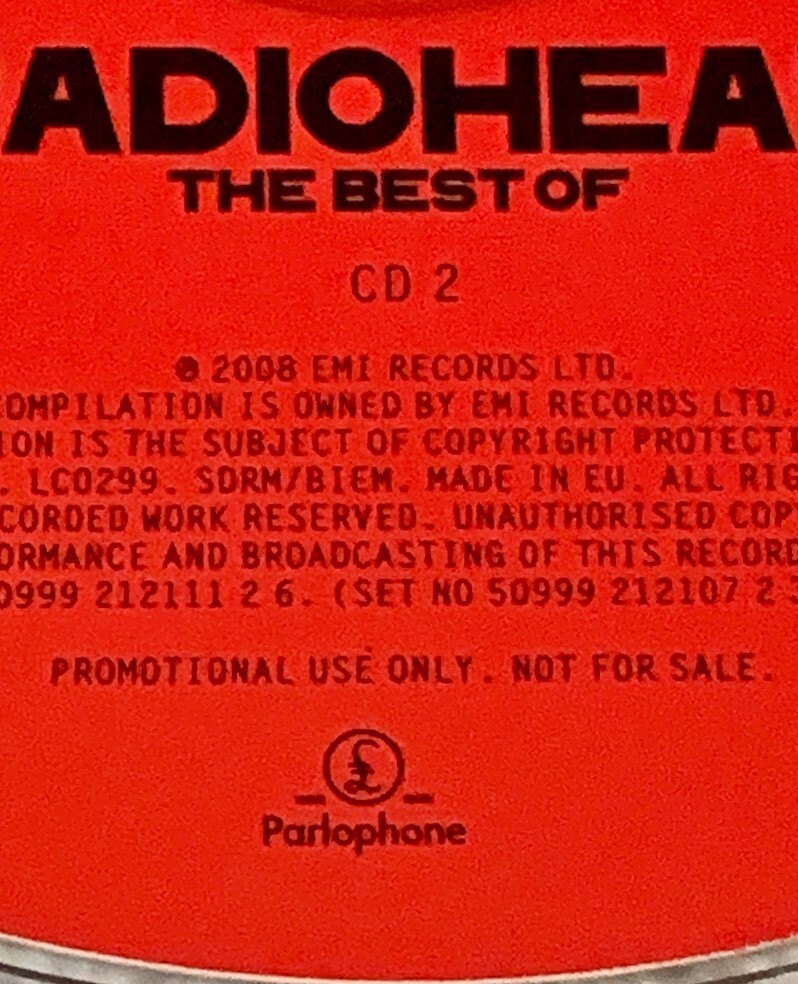 ADIOHEA
THE BEST OF
CD 2
℗ 2008 EMI RECORDS LTD.
OMPILATION IS OWNED BY EMI RECORDS LTD.
ION IS THE SUBJECT OF COPYRIGHT PROTECTI
. LC0299. SDRM/BIEM. MADE IN EU. ALL RIG
CORDED WORK RESERVED. UNAUTHORISED COP
ORMANCE AND BROADCASTING OF THIS RECORD
0999 212111 2 6. (SET NO 50999 212107 2 3
PROMOTIONAL USE ONLY. NOT FOR SALE.
£
Parlophone